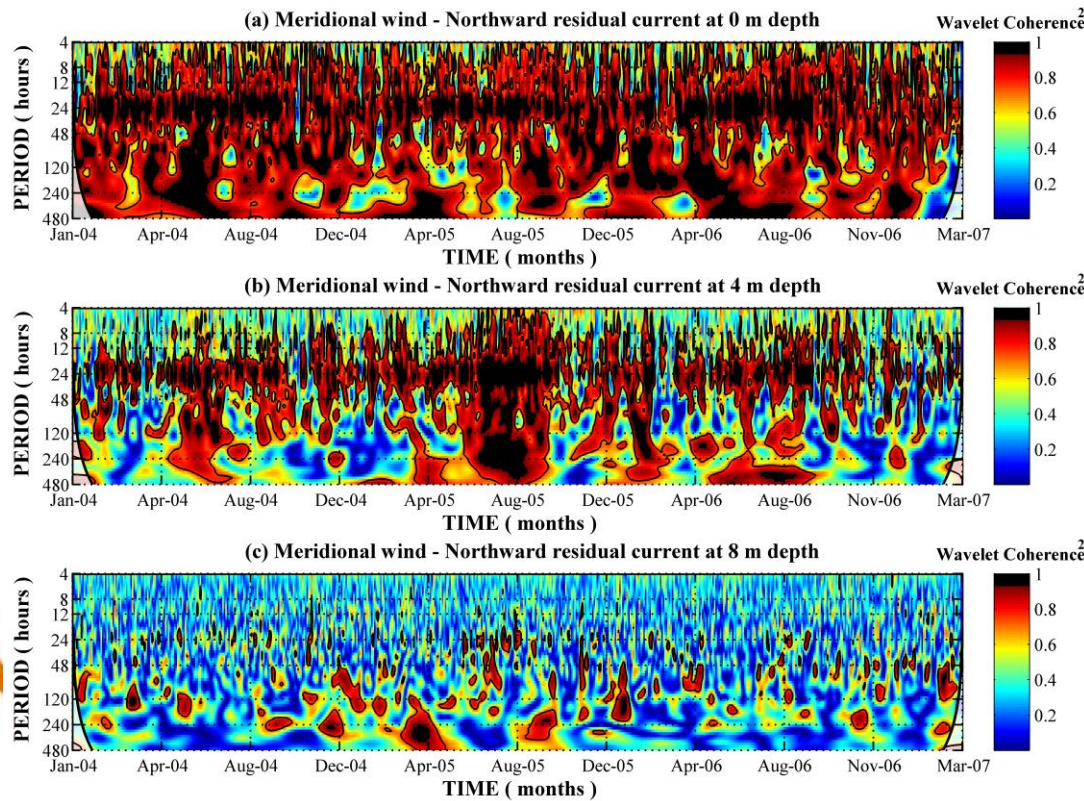 (a) Meridional wind - Northward residual current at 0 m depth
Wavelet Coherence²
PERIOD ( hours )
4
8
12
24
48
120
240
480
Jan-04 Apr-04 Aug-04 Dec-04 Apr-05 Aug-05 Dec-05 Apr-06 Aug-06 Nov-06 Mar-07
TIME ( months )
1
0.8
0.6
0.4
0.2
(b) Meridional wind - Northward residual current at 4 m depth
Wavelet Coherence²
PERIOD ( hours )
4
8
12
24
48
120
240
480
Jan-04 Apr-04 Aug-04 Dec-04 Apr-05 Aug-05 Dec-05 Apr-06 Aug-06 Nov-06 Mar-07
TIME ( months )
1
0.8
0.6
0.4
0.2
(c) Meridional wind - Northward residual current at 8 m depth
Wavelet Coherence²
PERIOD ( hours )
4
8
12
24
48
120
240
480
Jan-04 Apr-04 Aug-04 Dec-04 Apr-05 Aug-05 Dec-05 Apr-06 Aug-06 Nov-06 Mar-07
TIME ( months )
1
0.8
0.6
0.4
0.2